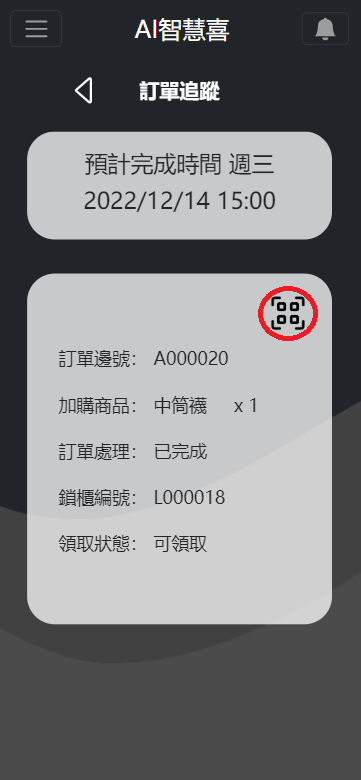 AI智慧喜
訂單追蹤
預計完成時間 週三
2022/12/14 15:00
訂單邊號： A000020
加購商品： 中筒襪 x 1
訂單處理： 已完成
鎖櫃編號： L000018
領取狀態： 可領取